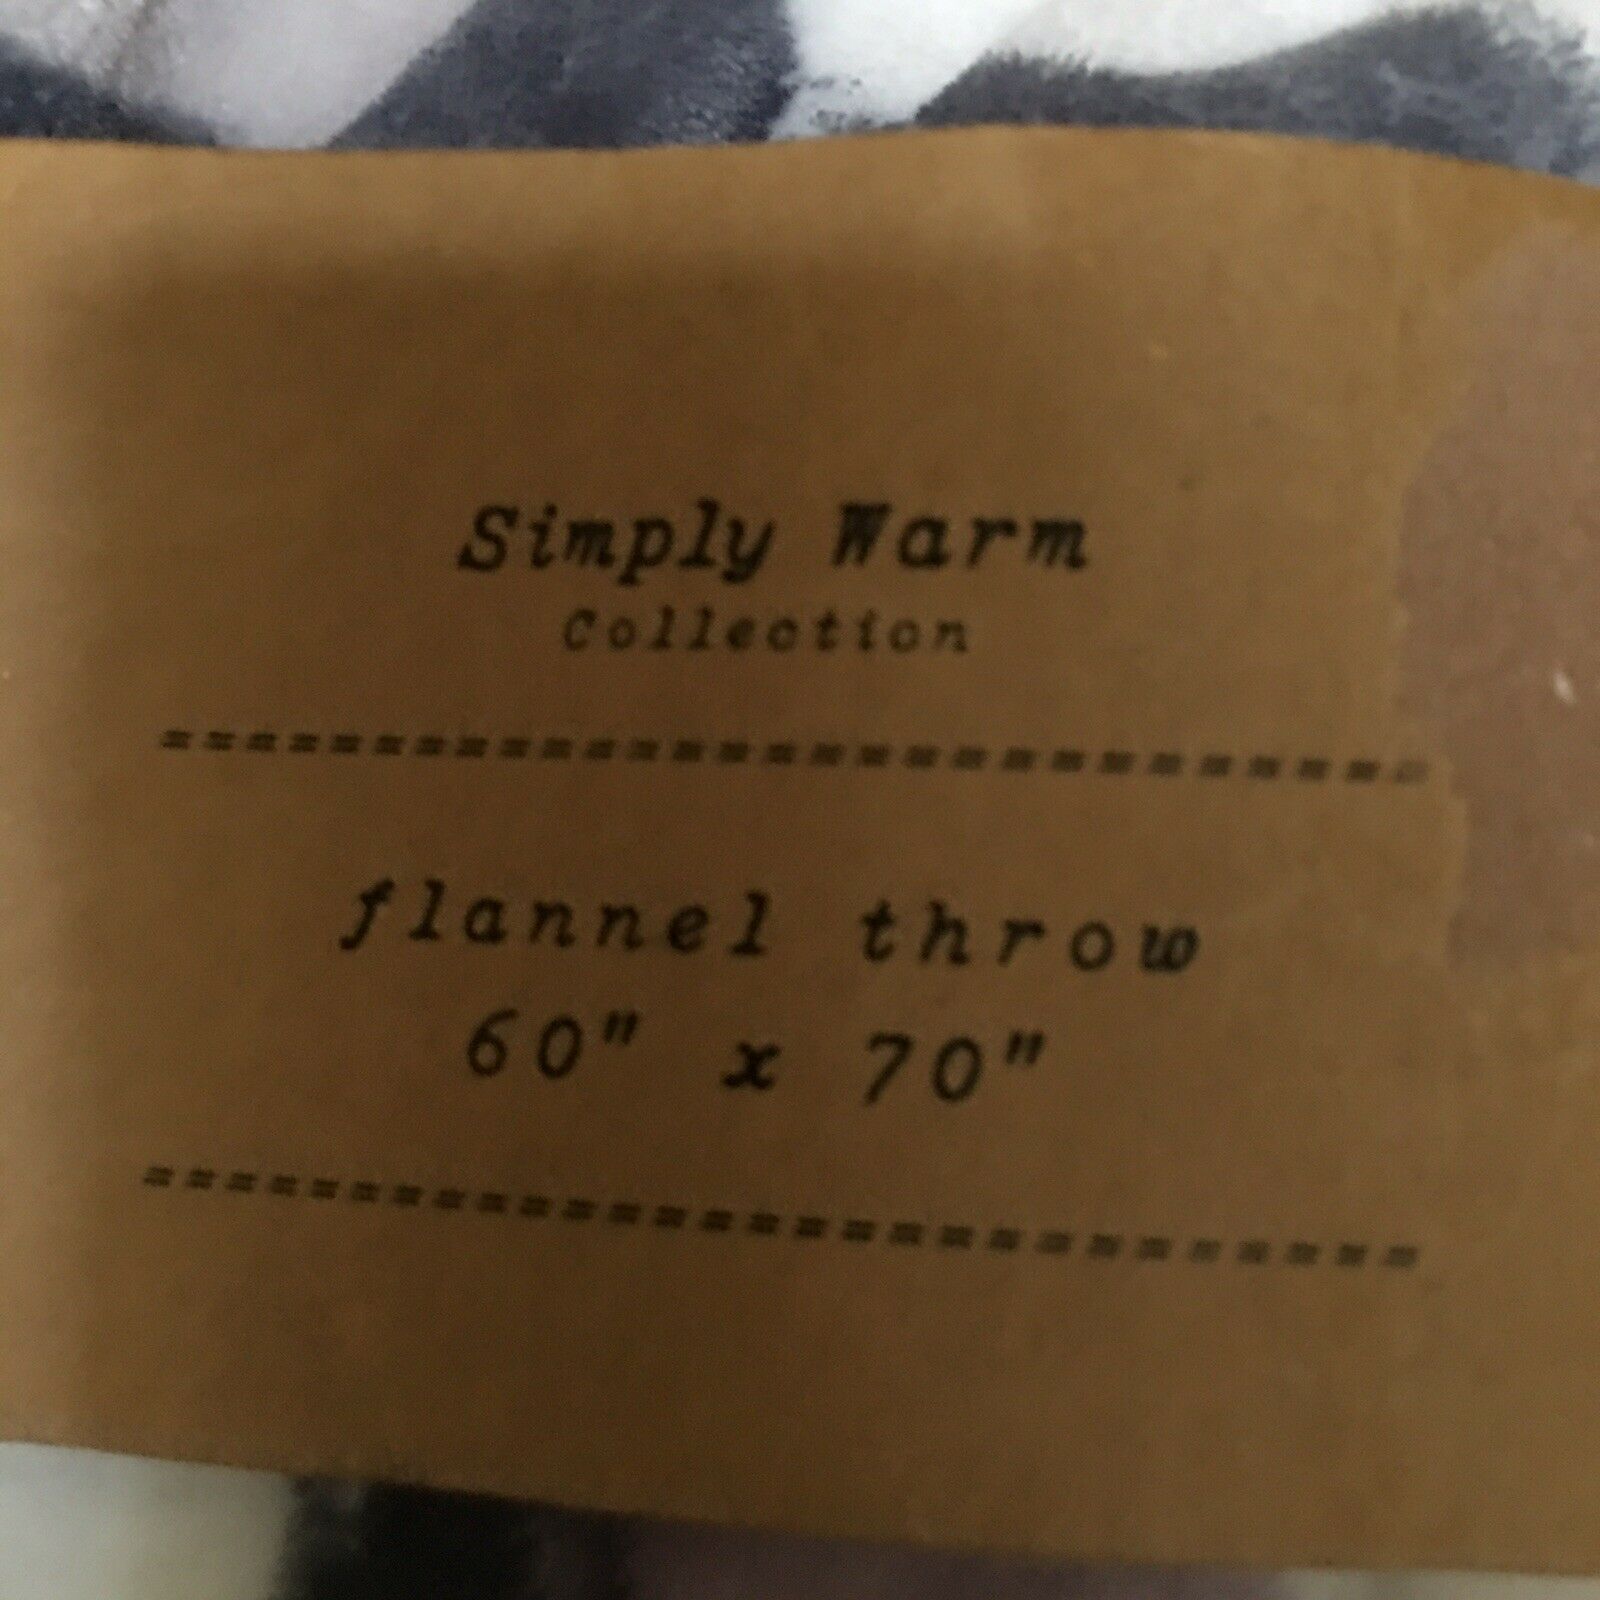 Simply Warm
Collection
flannel throw
60" x 70"